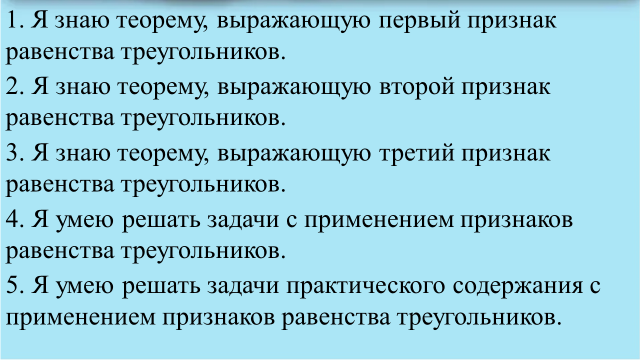 1. Я знаю теорему, выражающую первый признак
равенства треугольников.
2. Я знаю теорему, выражающую второй признак
равенства треугольников.
3. Я знаю теорему, выражающую третий признак
равенства треугольников.
4. Я умею решать задачи с применением признаков
равенства треугольников.
5. Я умею решать задачи практического содержания с
применением признаков равенства треугольников.